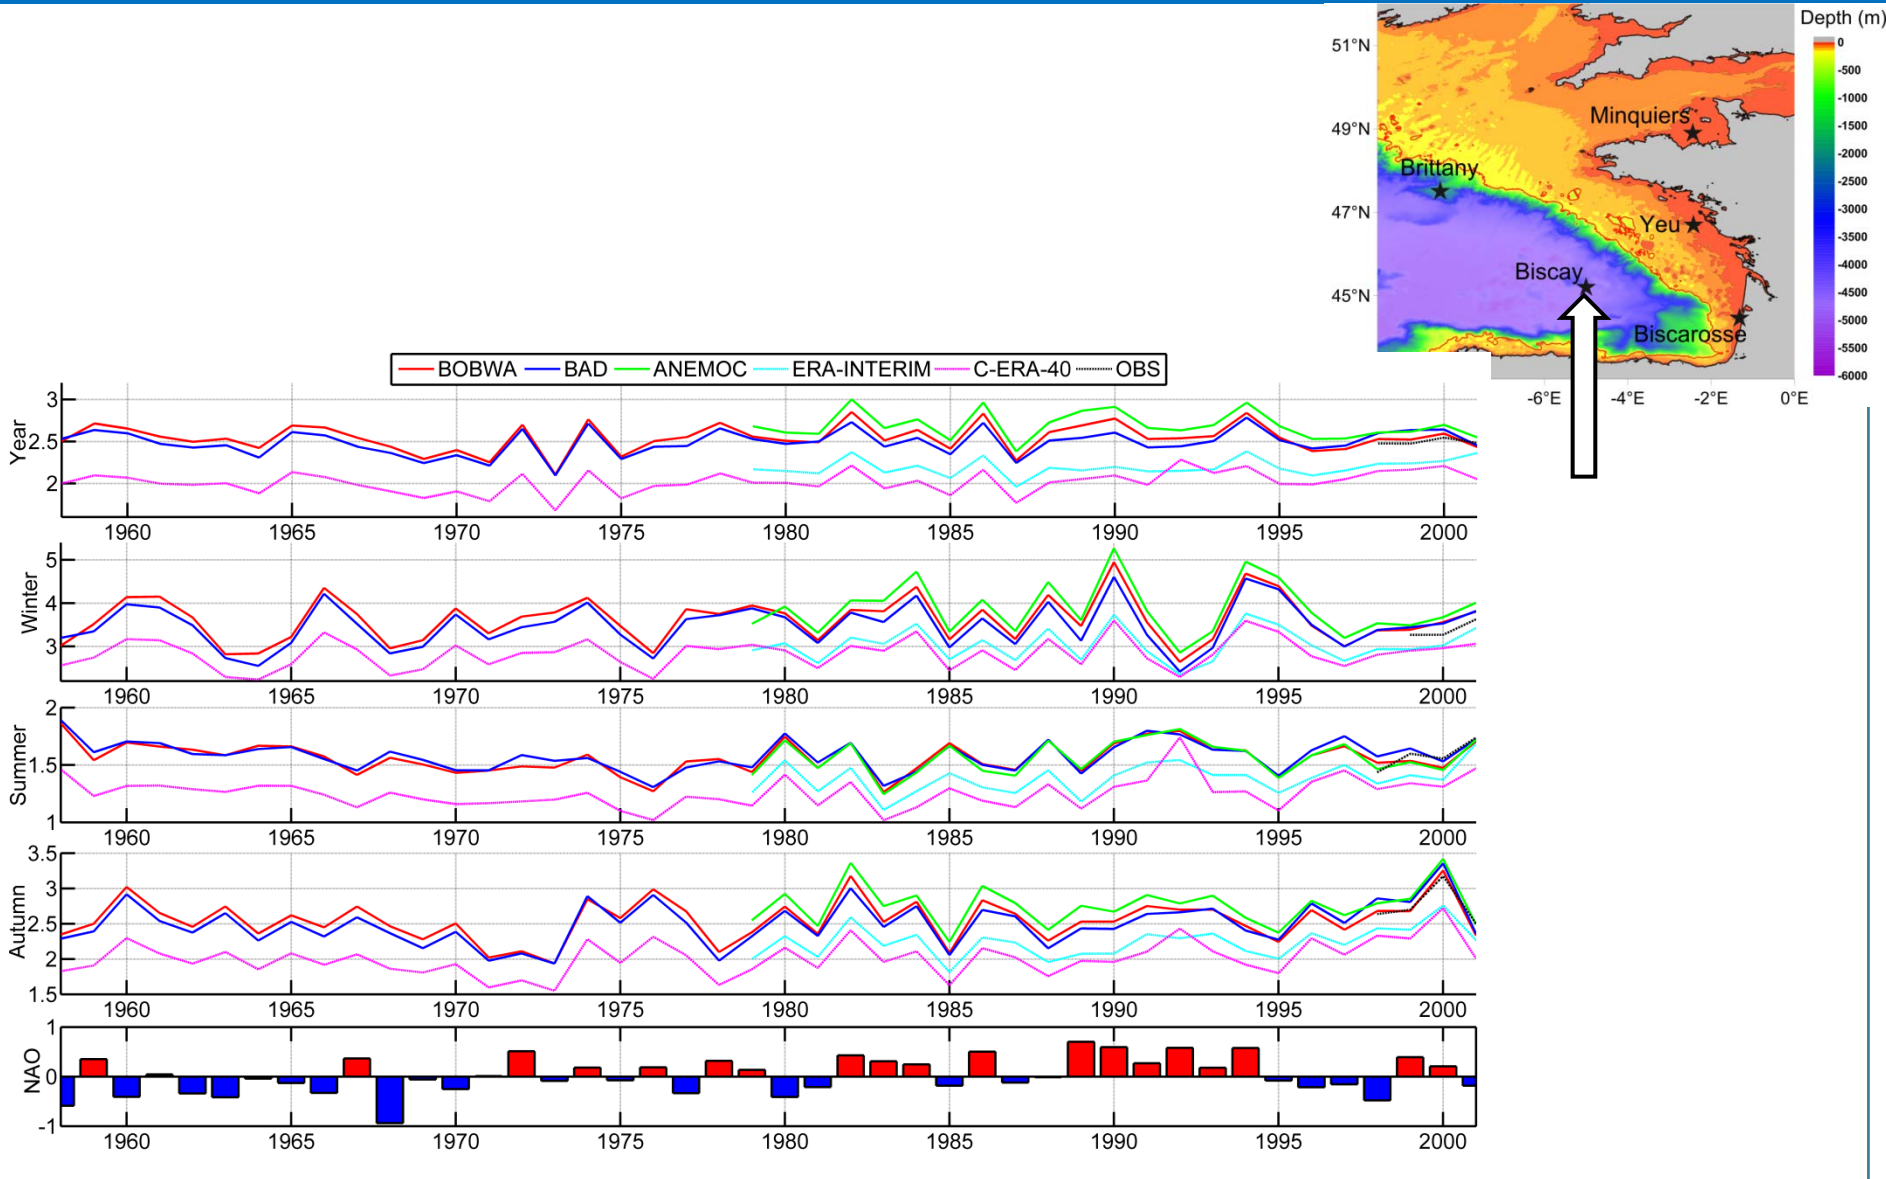 Depth (m)
51°N
49°N
47°N
45°N
-6°E
-4°E
-2°E
0°E
0
-500
-1000
-1500
-2000
-2500
-3000
-3500
-4000
-4500
-5000
-5500
-6000
Minquiers
Brittany
Yeu
Biscay
Biscarosse
BOBWA BAD ANEMOC ERA-INTERIM C-ERA-40 OBS
Year
3
2.5
2
1960 1965 1970 1975 1980 1985 1990 1995 2000
Winter
5
4
3
1960 1965 1970 1975 1980 1985 1990 1995 2000
Summer
2
1.5
1
1960 1965 1970 1975 1980 1985 1990 1995 2000
Autumn
3.5
3
2.5
2
1.5
1960 1965 1970 1975 1980 1985 1990 1995 2000
NAO
1
0
-1
1960 1965 1970 1975 1980 1985 1990 1995 2000